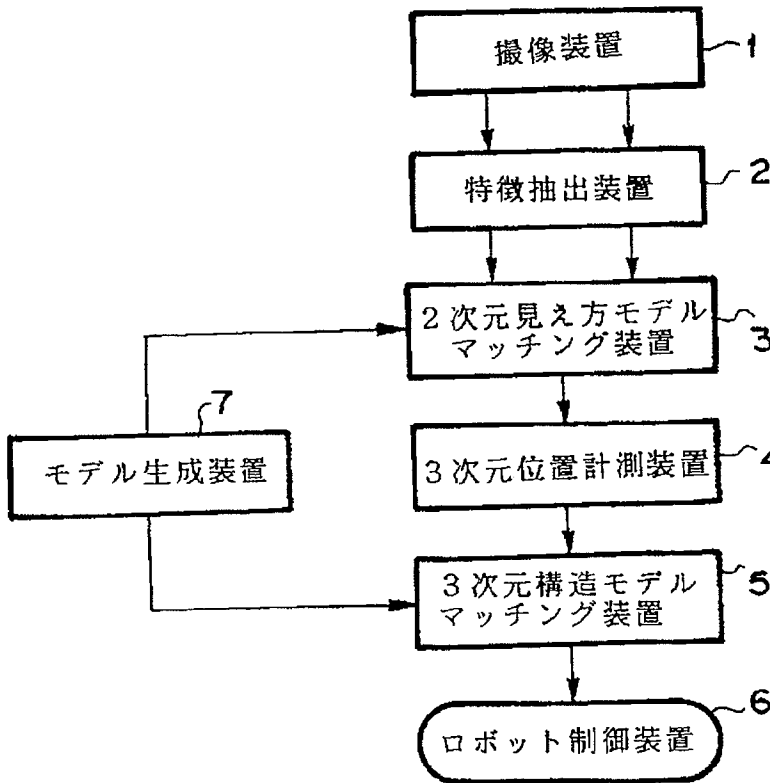 撮像装置
1
特徴抽出装置
2
2次元見え方モデル
マッチング装置
3
7
モデル生成装置
3次元位置計測装置
4
3次元構造モデル
マッチング装置
5
6
ロボット制御装置